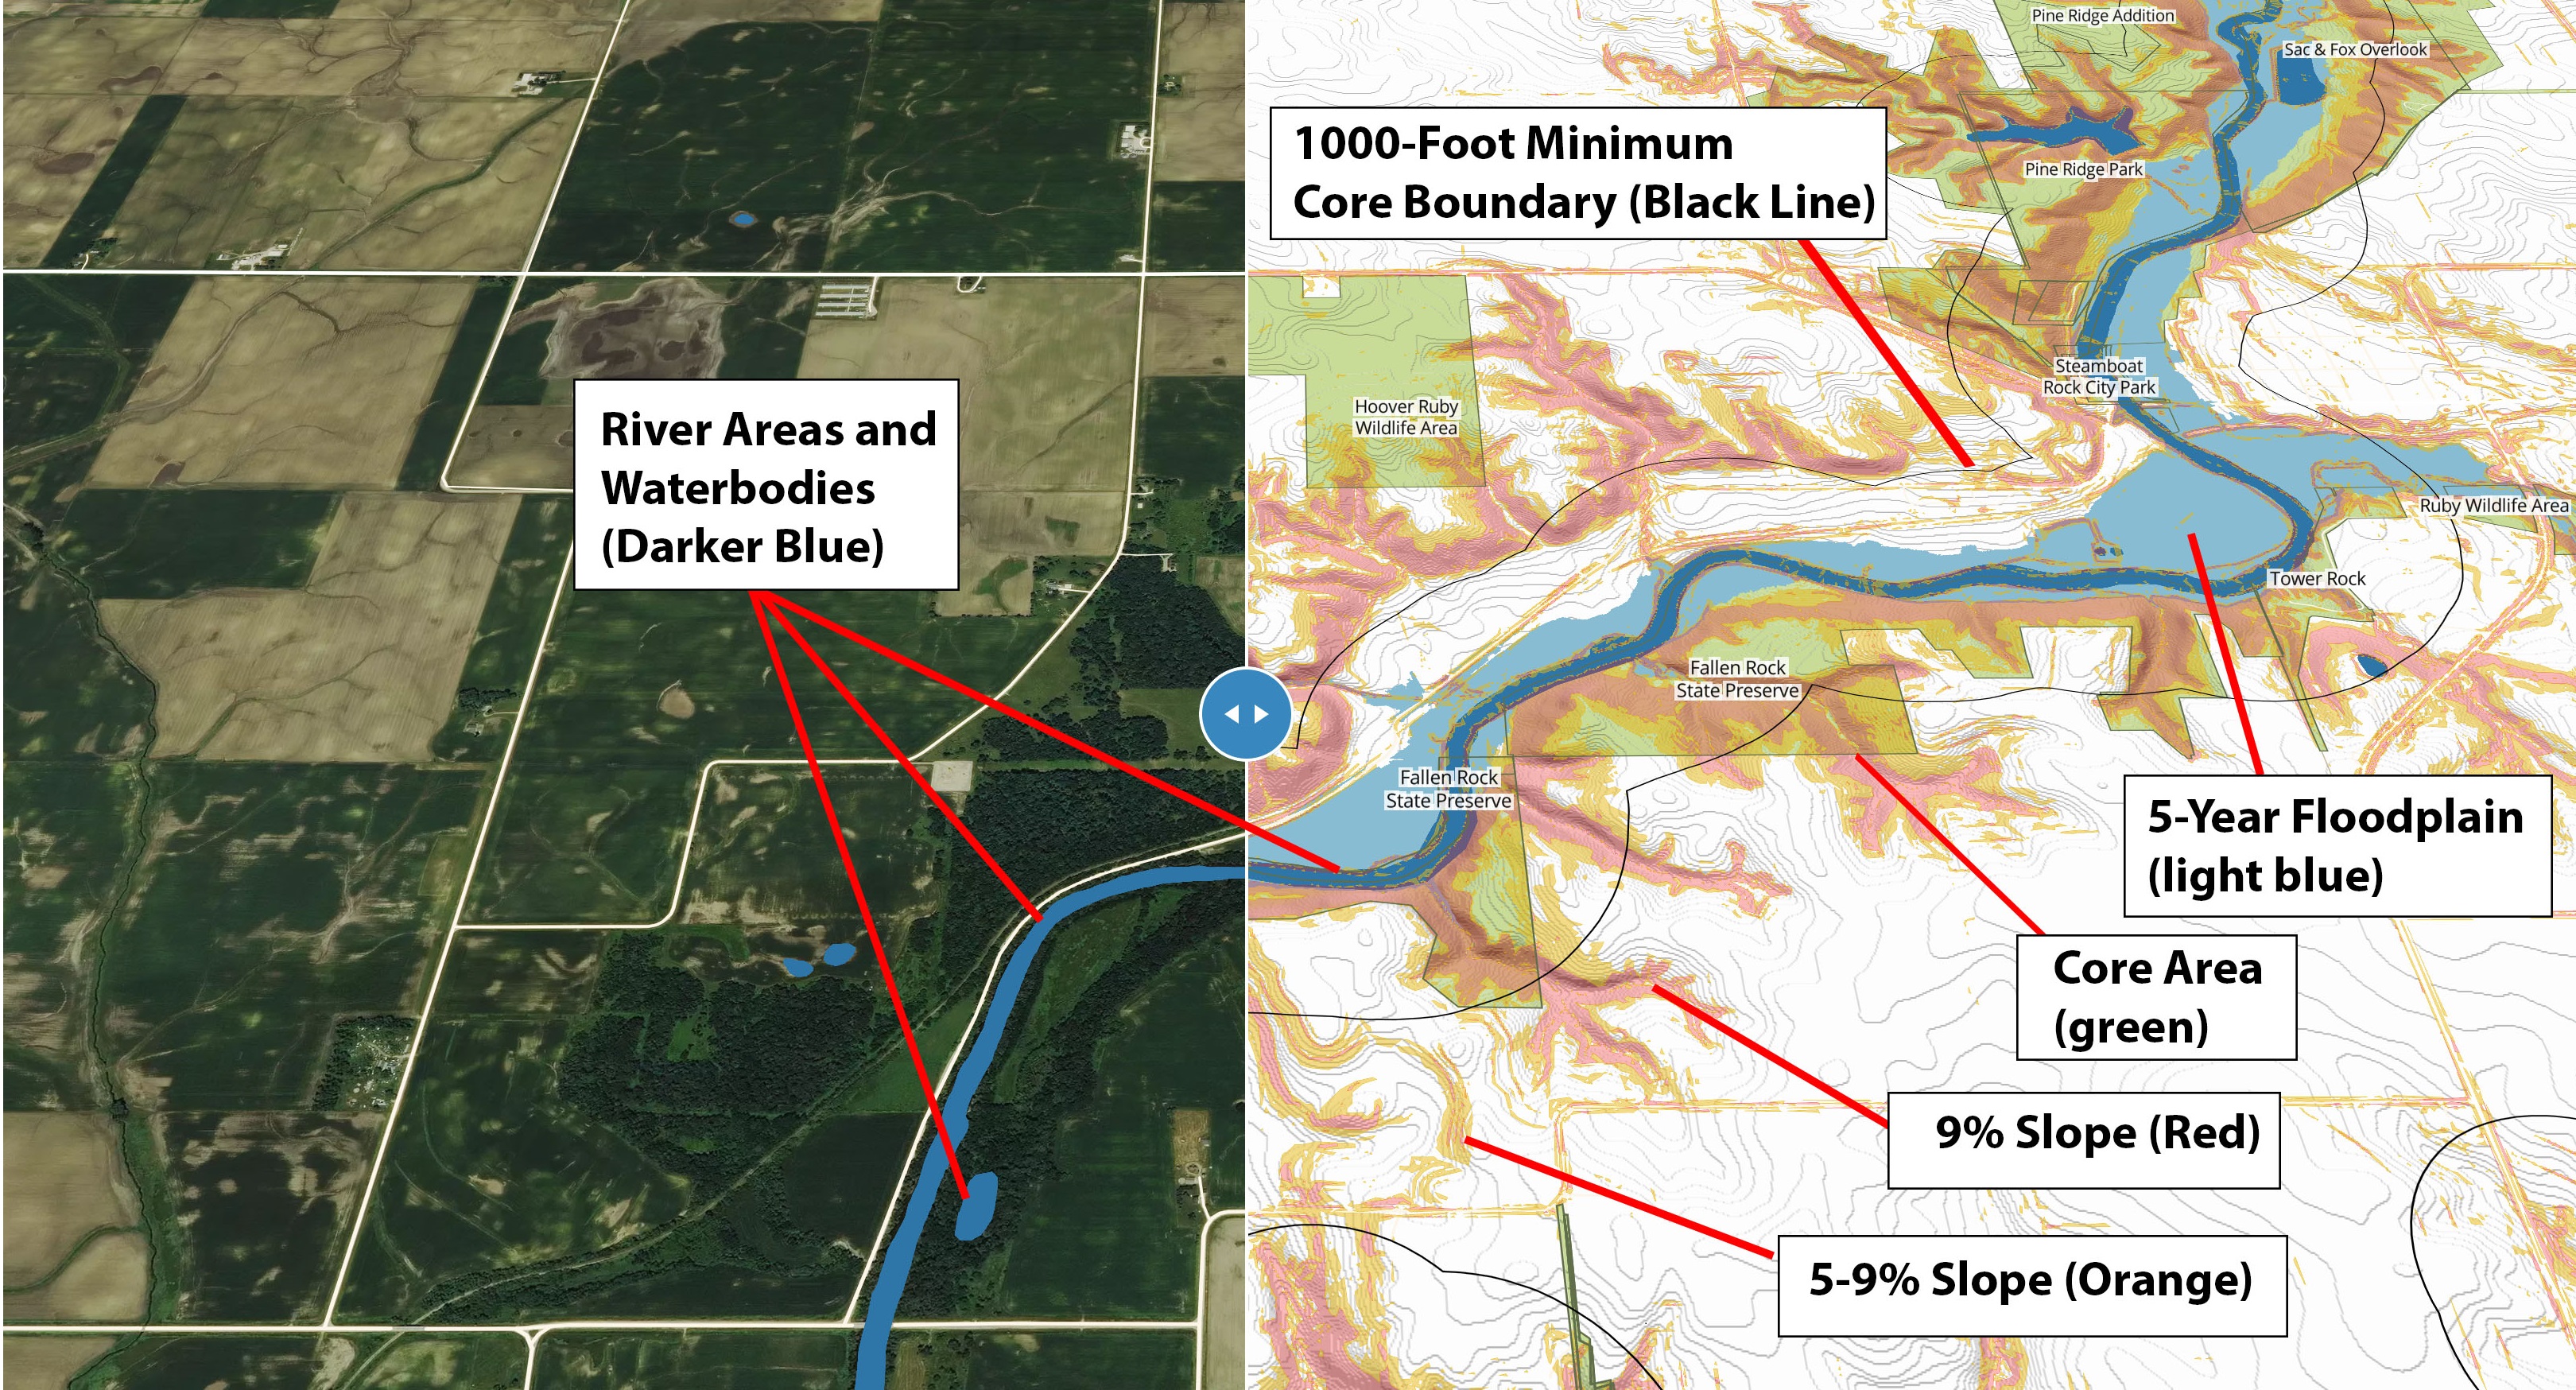 Pine Ridge Addition
Sac & Fox Overlook
1000-Foot Minimum
Core Boundary (Black Line)
Pine Ridge Park
Steamboat
Rock City Park
Hoover Ruby
Wildlife Area
River Areas and
Waterbodies
(Darker Blue)
Ruby Wildlife Area
Tower Rock
Fallen Rock
State Preserve
Fallen Rock
State Preserve
5-Year Floodplain
(light blue)
Core Area
(green)
9% Slope (Red)
5-9% Slope (Orange)